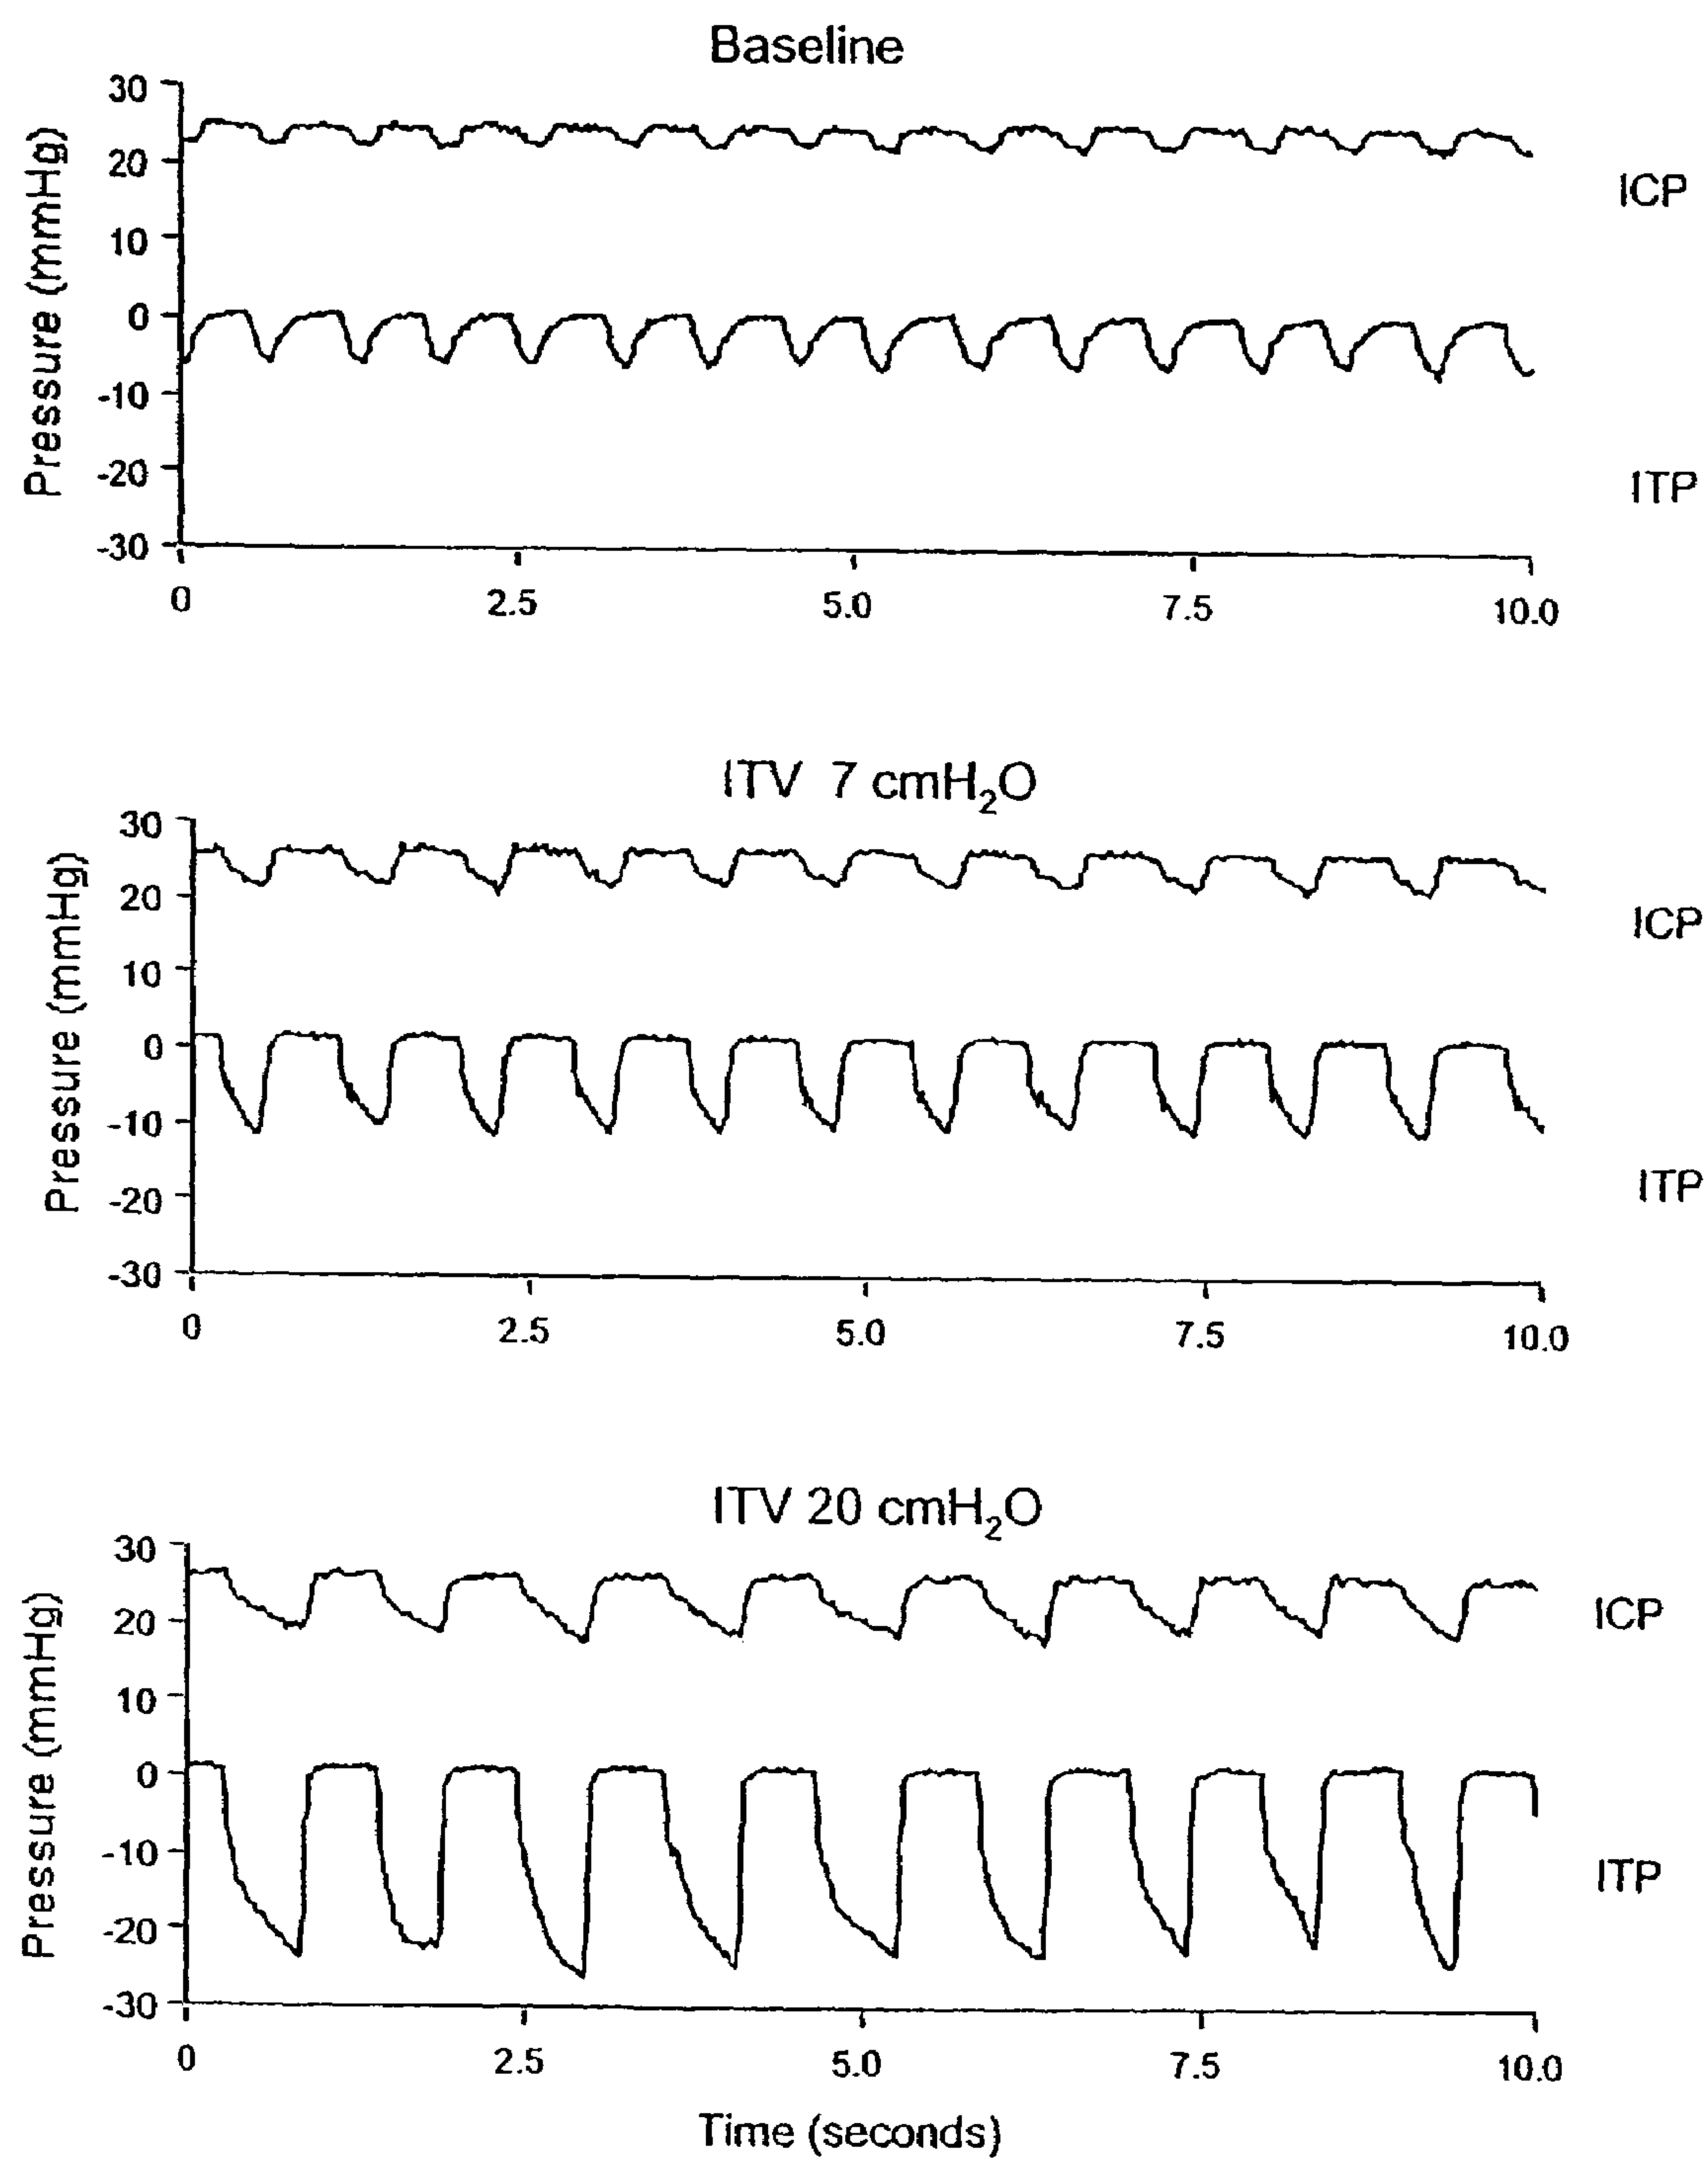 Baseline
Pressure (mmHg)
30
20
10
0
-10
-20
-30
ICP
ITP
0 2.5 5.0 7.5 10.0
ITV 7 cmH₂O
Pressure (mmHg)
30
20
10
0
-10
-20
-30
ICP
ITP
0 2.5 5.0 7.5 10.0
ITV 20 cmH₂O
Pressure (mmHg)
30
20
10
0
-10
-20
-30
ICP
ITP
0 2.5 5.0 7.5 10.0
Time (seconds)